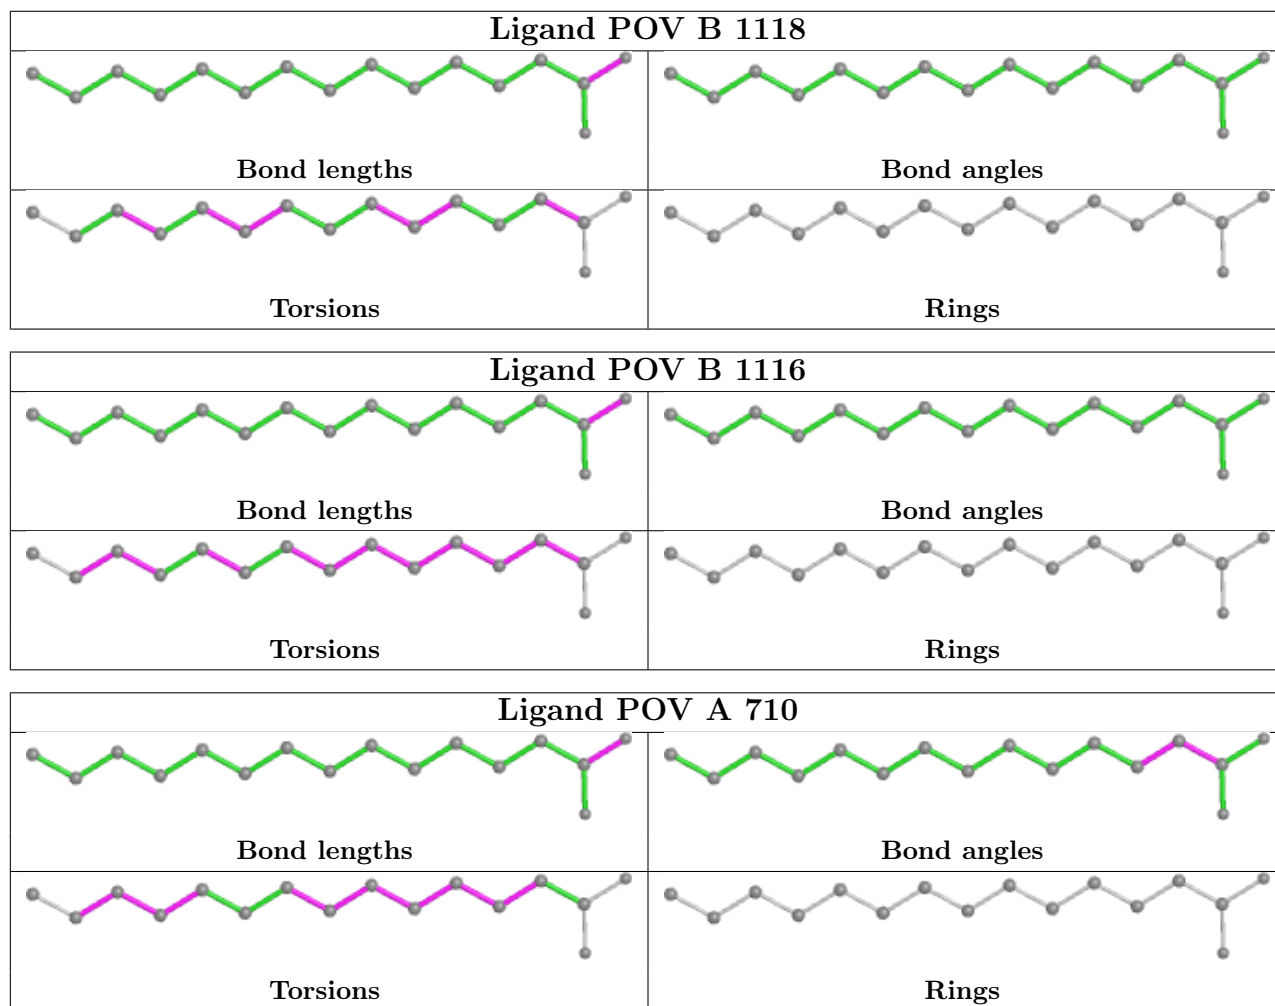 Ligand POV B 1118
Bond lengths
Bond angles
Torsions
Rings
Ligand POV B 1116
Bond lengths
Bond angles
Torsions
Rings
Ligand POV A 710
Bond lengths
Bond angles
Torsions
Rings